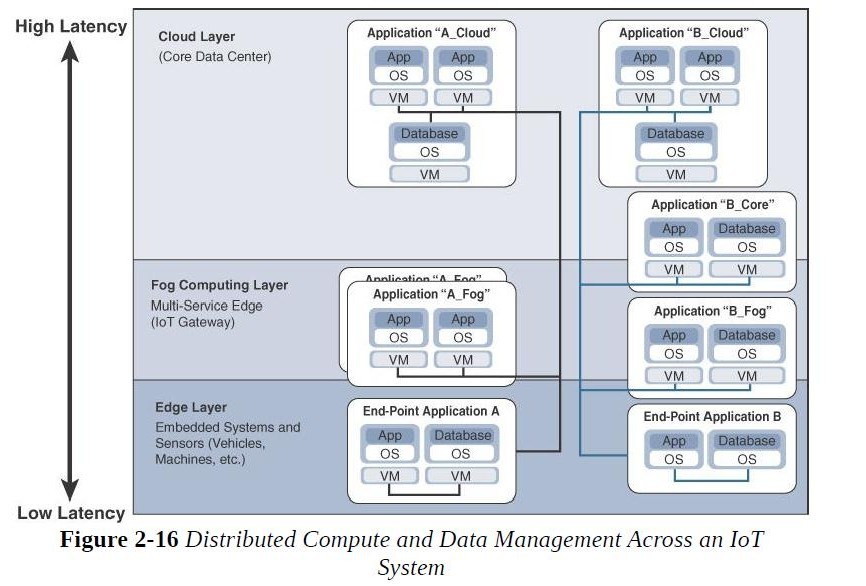 High Latency
Cloud Layer
(Core Data Center)
Application “A_Cloud”
App
App
OS
OS
VM
VM
Database
OS
VM
Application “B_Cloud”
App
App
OS
OS
VM
VM
Database
OS
VM
Application “B_Core”
App
Database
OS
OS
VM
VM
Fog Computing Layer
Multi-Service Edge
(IoT Gateway)
Application “A_Fog”
Application “A_Fog”
App
App
OS
OS
VM
VM
Application “B_Fog”
App
Database
OS
OS
VM
VM
Edge Layer
Embedded Systems and
Sensors (Vehicles,
Machines, etc.)
End-Point Application A
App
Database
OS
OS
VM
VM
End-Point Application B
App
Database
OS
OS
Low Latency
Figure 2-16 Distributed Compute and Data Management Across an IoT
System